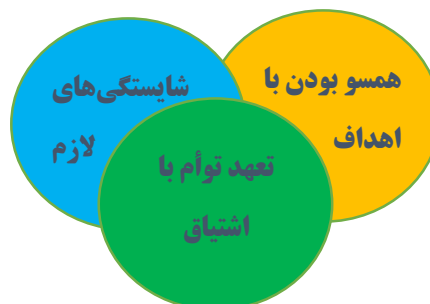 همسو بودن با
اهداف
شایستگی‌های
لازم
تعهد توأم با
اشتیاق